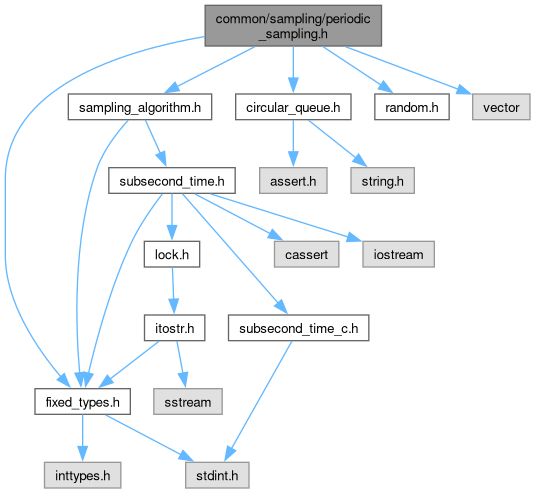 common/sampling/periodic
_sampling.h
sampling_algorithm.h
circular_queue.h
random.h
vector
subsecond_time.h
assert.h
string.h
lock.h
cassert
iostream
itostr.h
subsecond_time_c.h
fixed_types.h
sstream
inttypes.h
stdint.h